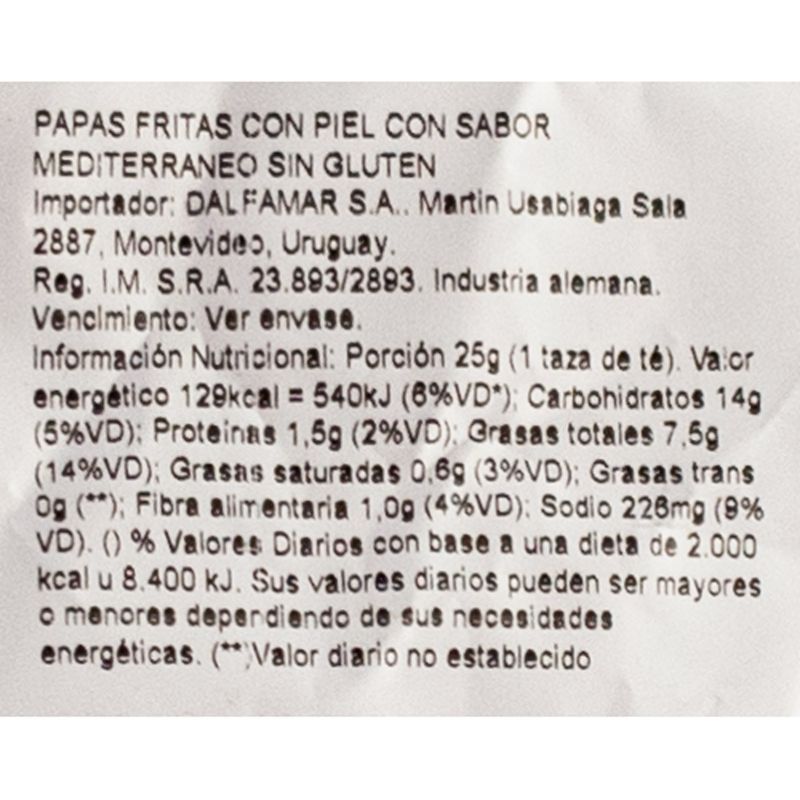 PAPAS FRITAS CON PIEL CON SABOR
MEDITERRANEO SIN GLUTEN
Importador: DALFAMAR S.A.. Martin Usabiaga Sala
2887, Montevideo, Uruguay.
Reg. I.M. S.R.A. 23.893/2893. Industria alemana.
Vencimiento: Ver envase.
Información Nutricional: Porción 25g (1 taza de té). Valor
energético 129kcal = 540kJ (6%VD*); Carbohidratos 14g
(5%VD); Proteinas 1,5g (2%VD); Grasas totales 7,5g
(14%VD); Grasas saturadas 0,6g (3%VD); Grasas trans
0g (**); Fibra alimentaria 1,0g (4%VD); Sodio 226mg (9%
VD). () % Valores Diarios con base a una dieta de 2.000
kcal u 8.400 kJ. Sus valores diarios pueden ser mayores
o menores dependiendo de sus necesidades
energéticas. (**)Valor diario no establecido